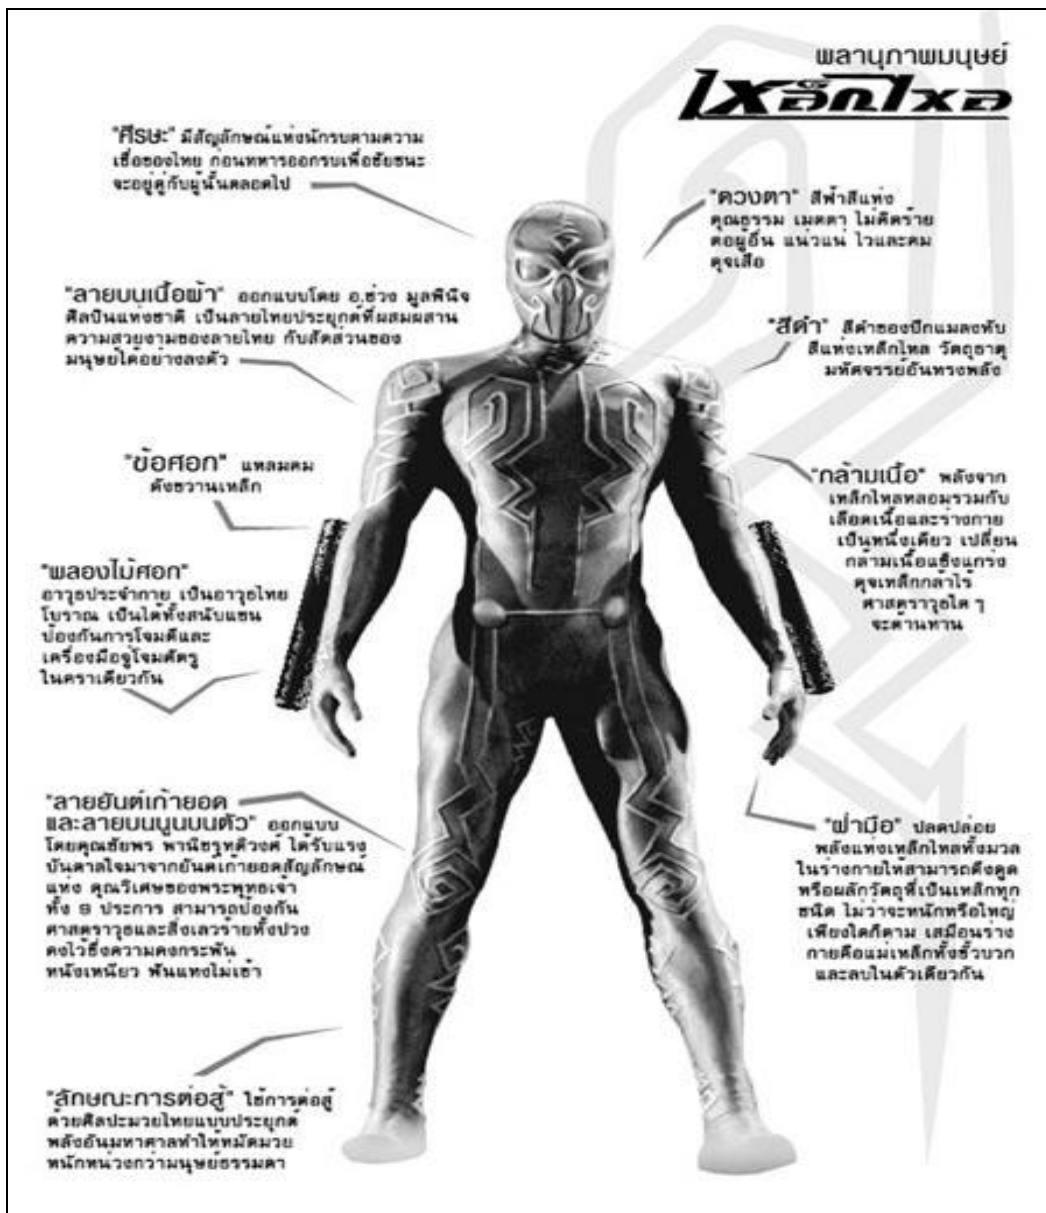 พลานุภาพมนุษย์
เหล็กไหล
"ศีรษะ" มีสัญลักษณ์แห่งนักรบตามความ
เชื่อของไทย ก่อนทหารออกรบเพื่อชัยชนะ
จะอยู่คู่กับผู้นั้นตลอดไป
"ดวงตา" สีฟ้าสีแห่ง
คุณธรรม เมตตา ไม่คิดร้าย
ต่อผู้อื่น แน่วแน่ ไวและคม
ดุจเสือ
"ลายบนเนื้อผ้า" ออกแบบโดย อ.ช่วง มูลพินิจ
ศิลปินแห่งชาติ เป็นลายไทยประยุกต์ที่ผสมผสาน
ความสวยงามของลายไทย กับสัดส่วนของ
มนุษย์ได้อย่างลงตัว
"สีดำ" สีดำของปีกแมลงทับ
สีแห่งเหล็กไหล วัตถุธาตุ
มหัศจรรย์อันทรงพลัง
"ข้อศอก" แหลมคม
ดังขวานเหล็ก
"กล้ามเนื้อ" พลังจาก
เหล็กไหลหลอมรวมกับ
เลือดเนื้อและร่างกาย
เป็นหนึ่งเดียว เปลี่ยน
กล้ามเนื้อแข็งแกร่ง
ดุจเหล็กกล้าไร้
ศาสตราวุธใด ๆ
จะต้านทาน
"พลองไม้ศอก"
อาวุธประจำกาย เป็นอาวุธไทย
โบราณ เป็นได้ทั้งสนับแขน
ป้องกันการโจมตีและ
เครื่องมือจู่โจมศัตรู
ในคราเดียวกัน
"ลายยันต์เก้ายอด
และลายบนนูนบนตัว" ออกแบบ
โดยคุณชัยพร พานิชรุทติวงศ์ ได้รับแรง
บันดาลใจมาจากยันต์เก้ายอดสัญลักษณ์
แห่ง คุณวิเศษของพระพุทธเจ้า
ทั้ง 9 ประการ สามารถป้องกัน
ศาสตราวุธและสิ่งเลวร้ายทั้งปวง
คงไว้ซึ่งความคงกระพัน
หนังเหนียว ฟันแทงไม่เข้า
"ฝ่ามือ" ปลดปล่อย
พลังแห่งเหล็กไหลทั้งมวล
ในร่างกายให้สามารถดึงดูด
หรือผลักวัตถุที่เป็นเหล็กทุก
ชนิด ไม่ว่าจะหนักหรือใหญ่
เพียงใดก็ตาม เสมือนร่าง
กายคือแม่เหล็กทั้งขั้วบวก
และลบในตัวเดียวกัน
"ลักษณะการต่อสู้" ใช้การต่อสู้
ด้วยศิลปะมวยไทยแบบประยุกต์
พลังอันมหาศาลทำให้หมัดมวย
หนักหน่วงกว่ามนุษย์ธรรมดา